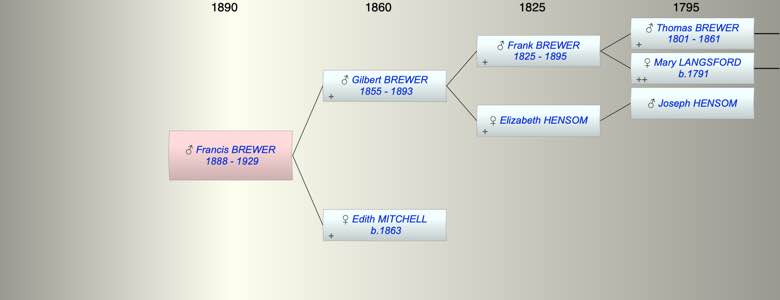 1890 1860 1825 1795
♂ Thomas BREWER
1801 - 1861
+
♂ Frank BREWER
1825 - 1895
+
♀ Mary LANGSFORD
b.1791
++
♂ Gilbert BREWER
1855 - 1893
+
♂ Joseph HENSOM
♀ Elizabeth HENSOM
+
♂ Francis BREWER
1888 - 1929
♀ Edith MITCHELL
b.1863
+